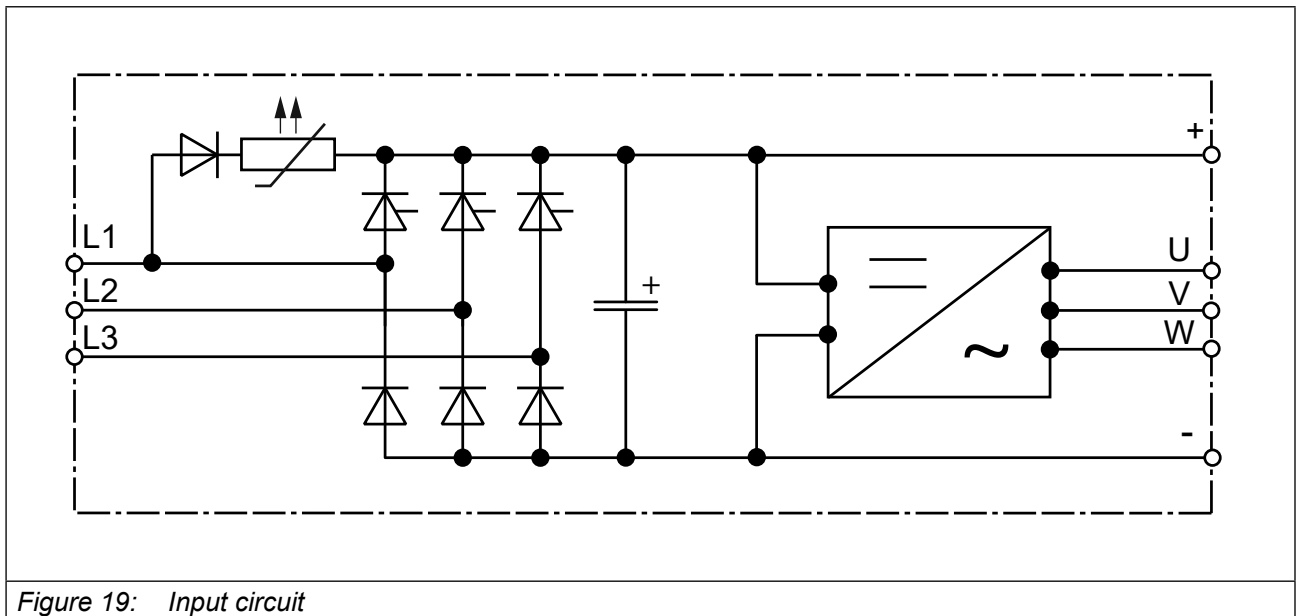 +
L1
U
L2
+
V
L3
W
~
-
Figure 19: Input circuit